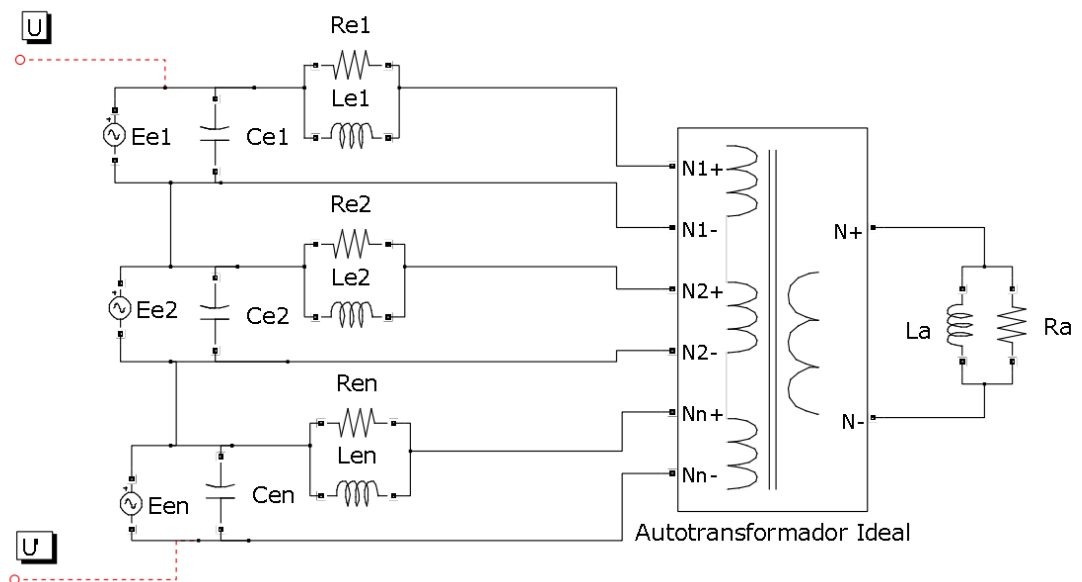 U
Re1
Le1
Ee1
Ce1
N1+
N1-
Re2
Le2
Ee2
Ce2
N2+
N2-
N+
La
Ra
N-
Ren
Len
Een
Cen
Nn+
Nn-
Autotransformador Ideal
U'